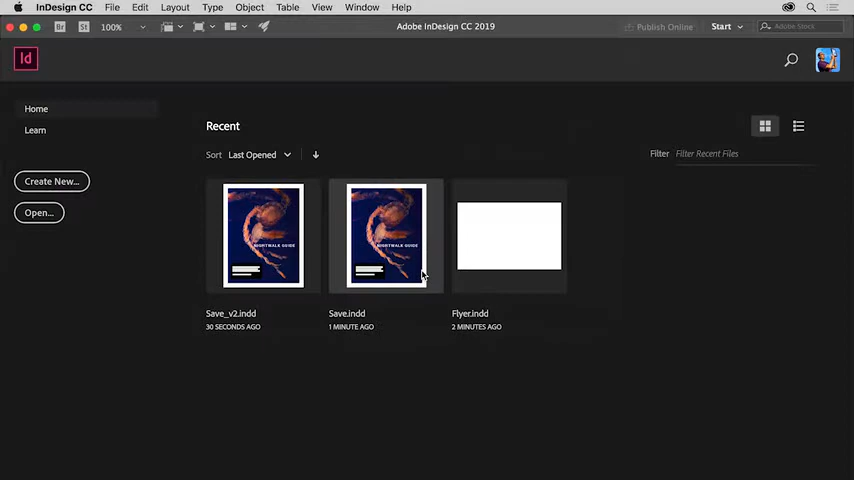 InDesign CC File Edit Layout Type Object Table View Window Help
Br St 100% Adobe InDesign CC 2019 Publish Online Start Adobe Stock
Id
Home
Learn
Create New...
Open...
Recent
Sort Last Opened
Filter Filter Recent Files
NIGHTWALK GUIDE
NIGHTWALK GUIDE
Save_v2.indd
30 SECONDS AGO
Save.indd
1 MINUTE AGO
Flyer.indd
2 MINUTES AGO